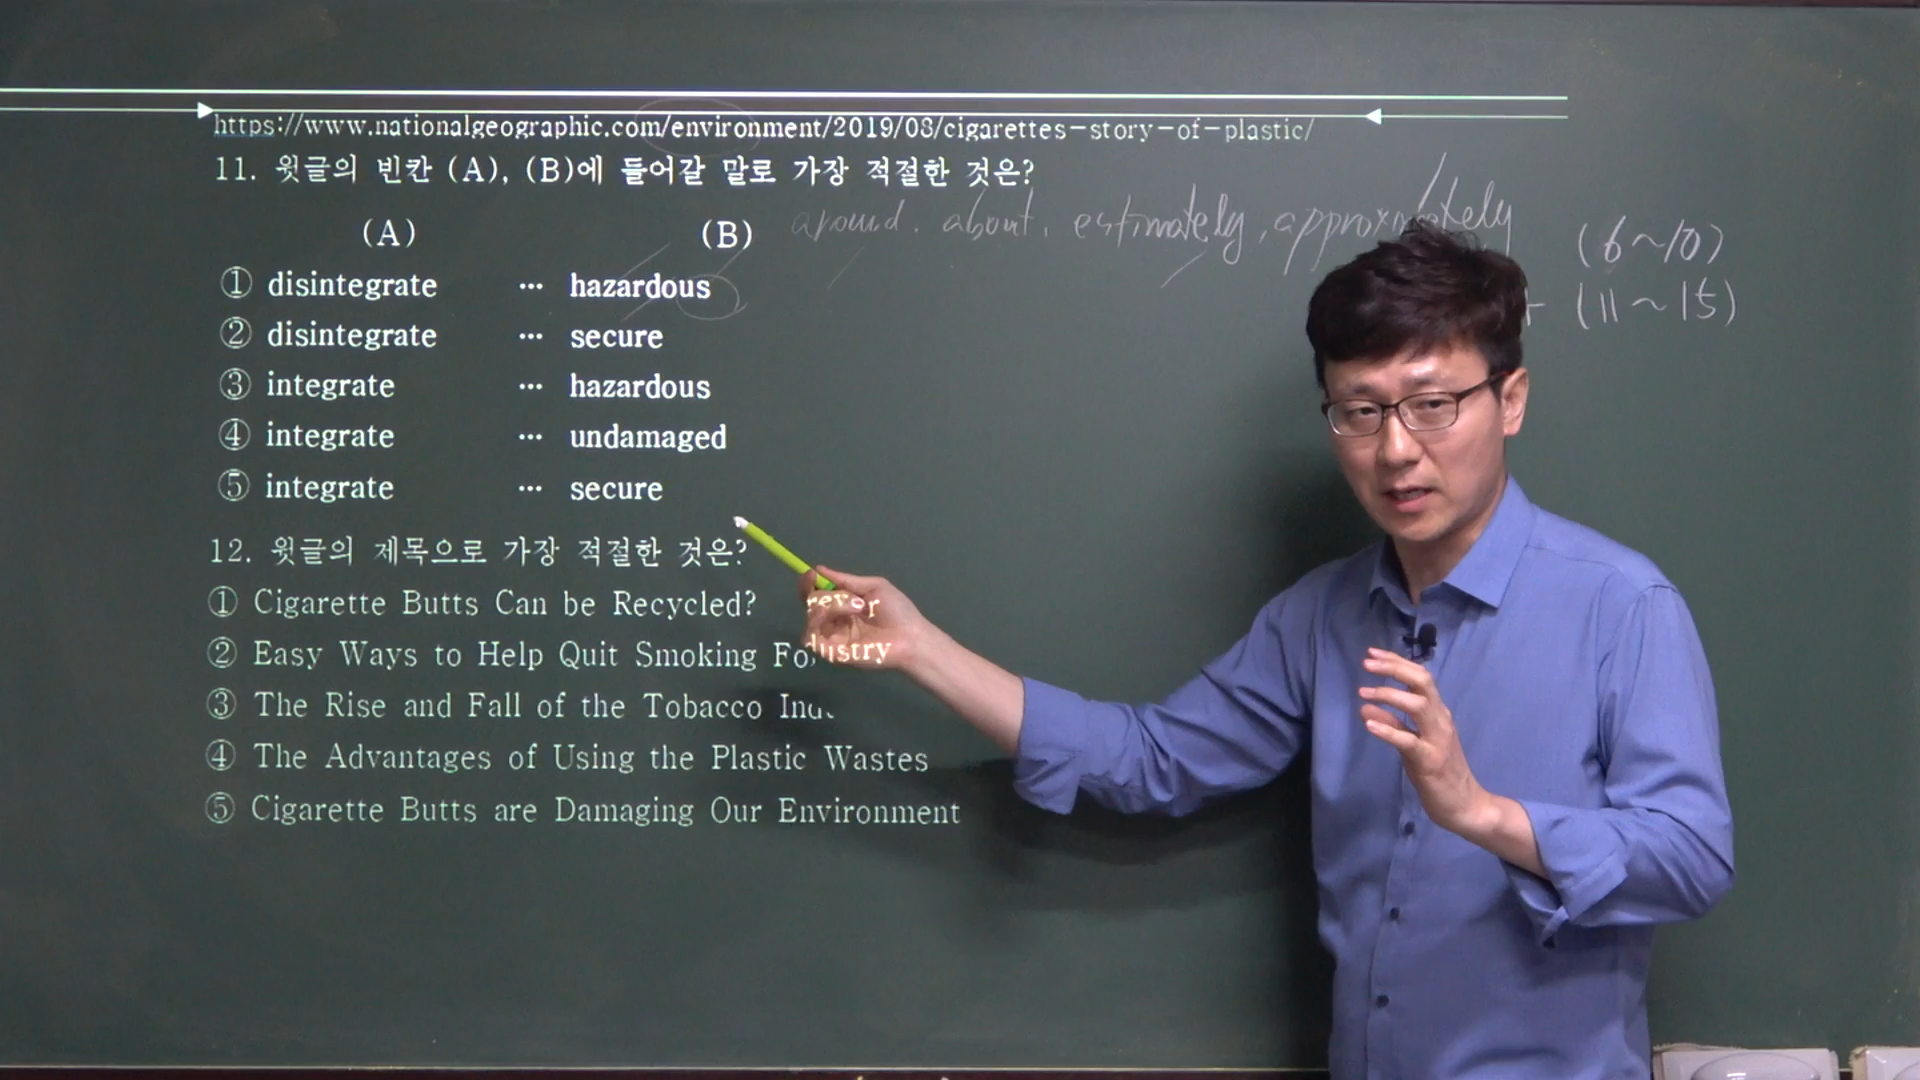 https://www.nationalgeographic.com/environment/2019/08/cigarettes-story-of-plastic/
11. 윗글의 빈칸 (A), (B)에 들어갈 말로 가장 적절한 것은?
around. about, estimately, approximately
(A) (B)
(6~10)
① disintegrate … hazardous
(11~15)
② disintegrate … secure
③ integrate … hazardous
④ integrate … undamaged
⑤ integrate … secure
12. 윗글의 제목으로 가장 적절한 것은?
① Cigarette Butts Can be Recycled?
② Easy Ways to Help Quit Smoking Forever
③ The Rise and Fall of the Tobacco Industry
④ The Advantages of Using the Plastic Wastes
⑤ Cigarette Butts are Damaging Our Environment